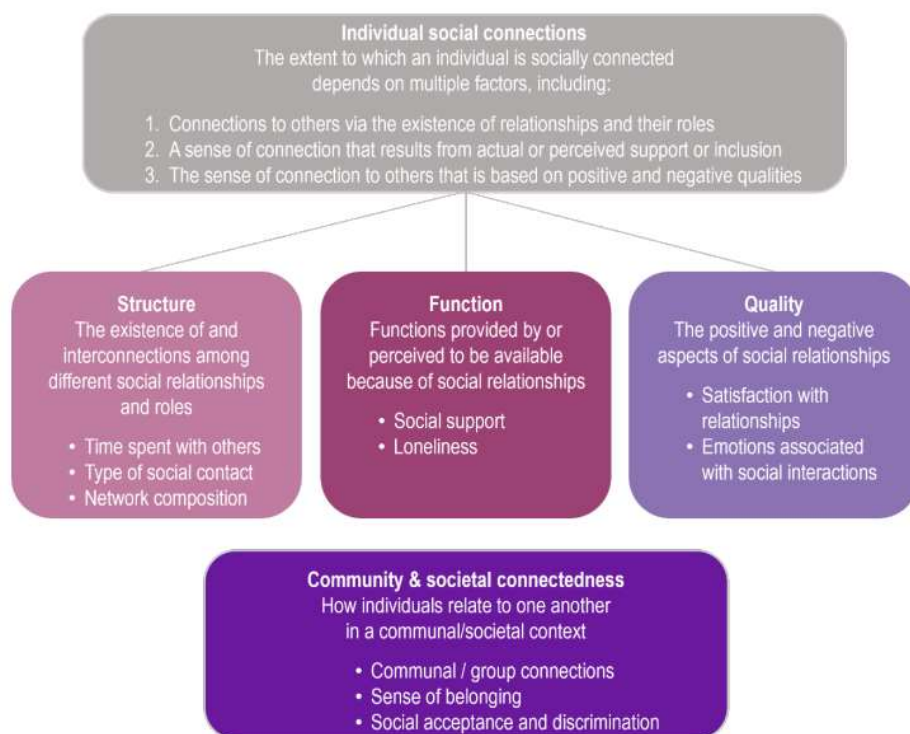 Individual social connections
The extent to which an individual is socially connected
depends on multiple factors, including:
1. Connections to others via the existence of relationships and their roles
2. A sense of connection that results from actual or perceived support or inclusion
3. The sense of connection to others that is based on positive and negative qualities
Structure
The existence of and
interconnections among
different social relationships
and roles
• Time spent with others
• Type of social contact
• Network composition
Function
Functions provided by or
perceived to be available
because of social relationships
• Social support
• Loneliness
Quality
The positive and negative
aspects of social relationships
• Satisfaction with
relationships
• Emotions associated
with social interactions
Community & societal connectedness
How individuals relate to one another
in a communal/societal context
• Communal / group connections
• Sense of belonging
• Social acceptance and discrimination